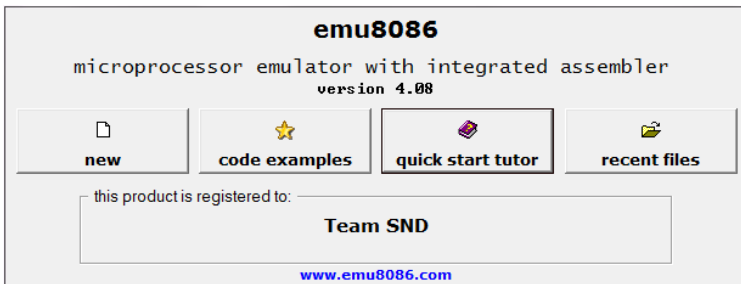 emu8086
microprocessor emulator with integrated assembler
version 4.08
new code examples quick start tutor recent files
this product is registered to:
Team SND
www.emu8086.com